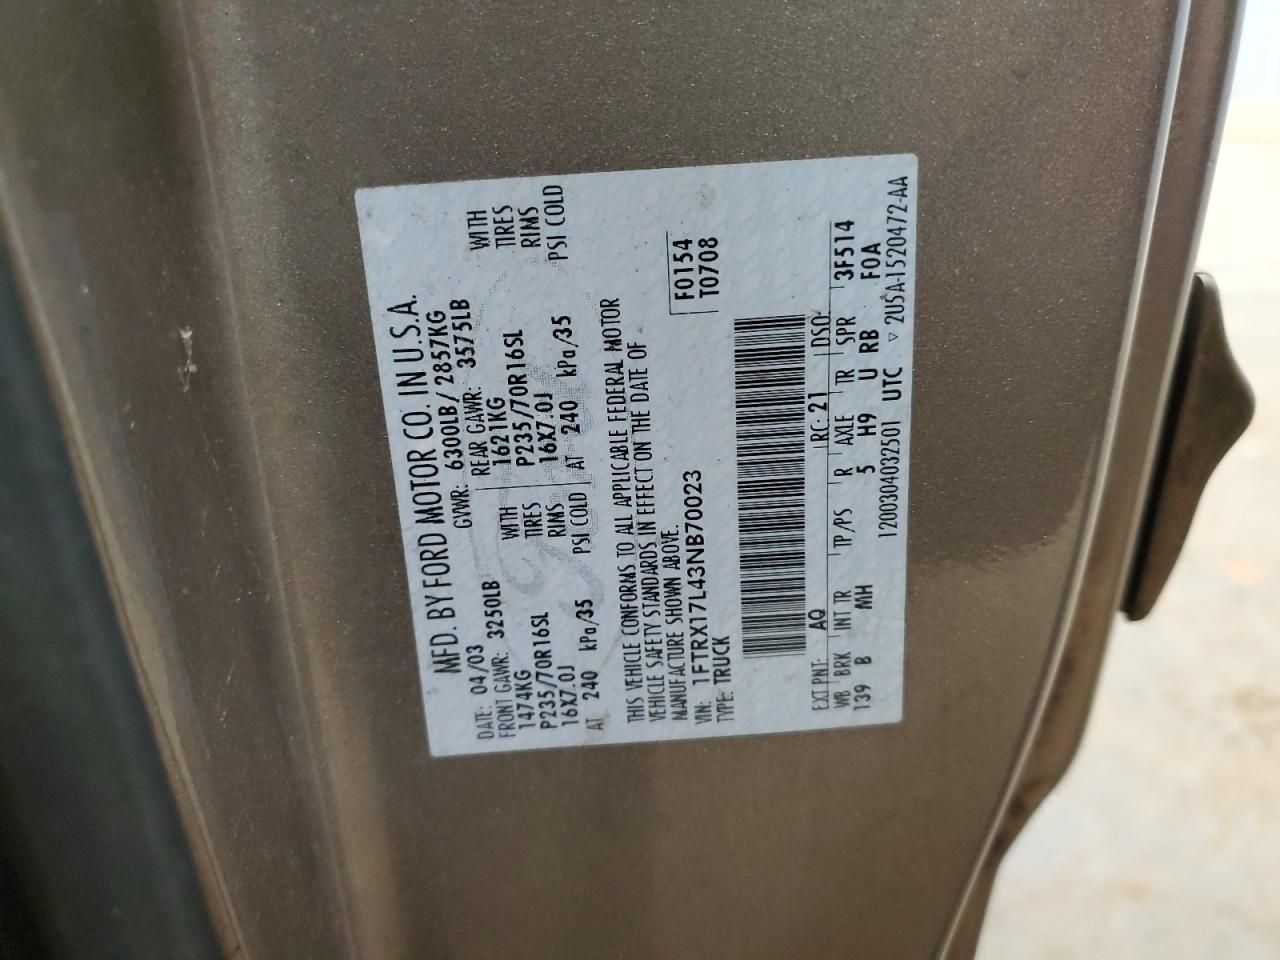 MFD. BY FORD MOTOR CO. IN U.S.A.
DATE: 04/03 GVWR: 6300LB/ 2857KG
FRONT GAWR: 3250LB REAR GAWR: 3575LB
1474KG WITH 1621KG WITH
P235/70R16SL TIRES P235/70R16SL TIRES
16X7.0J RIMS 16X7.0J RIMS
AT 240 kPa/35 PSI COLD AT 240 kPa/35 PSI COLD
THIS VEHICLE CONFORMS TO ALL APPLICABLE FEDERAL MOTOR
VEHICLE SAFETY STANDARDS IN EFFECT ON THE DATE OF
MANUFACTURE SHOWN ABOVE.
VIN: 1FTRX17L43NB70023 F0154
TYPE: TRUCK T0708
EXT PNT: AQ RC: 21 DSO:
WB BRK INT TR TP/PS R AXLE TR SPR 3F514
139 B MH 5 H9 U RB F0A
120030403250 1 UTC ▽ 2U5A-1520472-AA